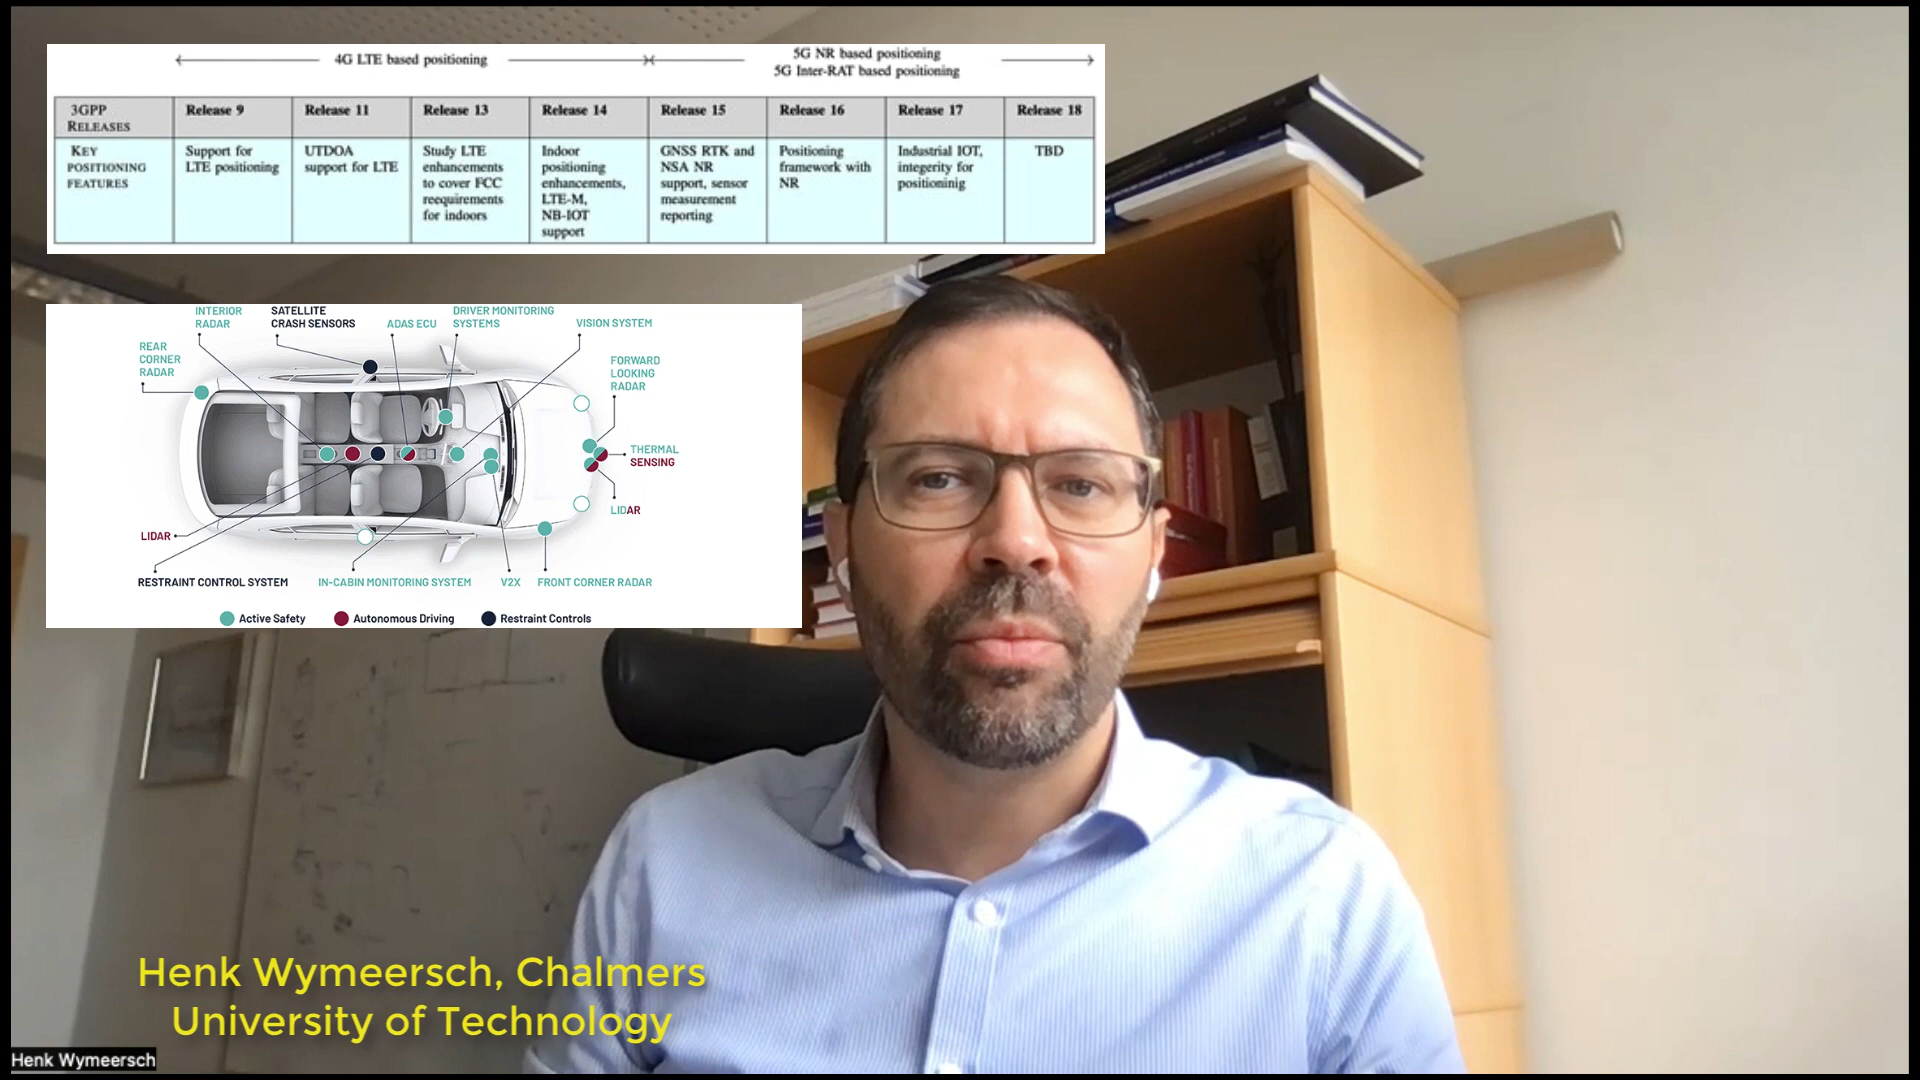 4G LTE based positioning
5G NR based positioning
5G Inter-RAT based positioning
3GPP RELEASES
Release 9
Release 11
Release 13
Release 14
Release 15
Release 16
Release 17
Release 18
KEY
POSITIONING
FEATURES
Support for
LTE positioning
UTDOA
support for LTE
Study LTE
enhancements
to cover FCC
reequirements
for indoors
Indoor
positioning
enhancements,
LTE-M,
NB-IOT
support
GNSS RTK and
NSA NR
support, sensor
measurement
reporting
Positioning
framework with
NR
Industrial IOT,
integerity for
positioninig
TBD
INTERIOR
RADAR
SATELLITE
CRASH SENSORS
ADAS ECU
DRIVER MONITORING
SYSTEMS
VISION SYSTEM
REAR
CORNER
RADAR
FORWARD
LOOKING
RADAR
THERMAL
SENSING
LIDAR
LIDAR
RESTRAINT CONTROL SYSTEM
IN-CABIN MONITORING SYSTEM
V2X
FRONT CORNER RADAR
Active Safety
Autonomous Driving
Restraint Controls
Henk Wymeersch, Chalmers
University of Technology
Henk Wymeersch